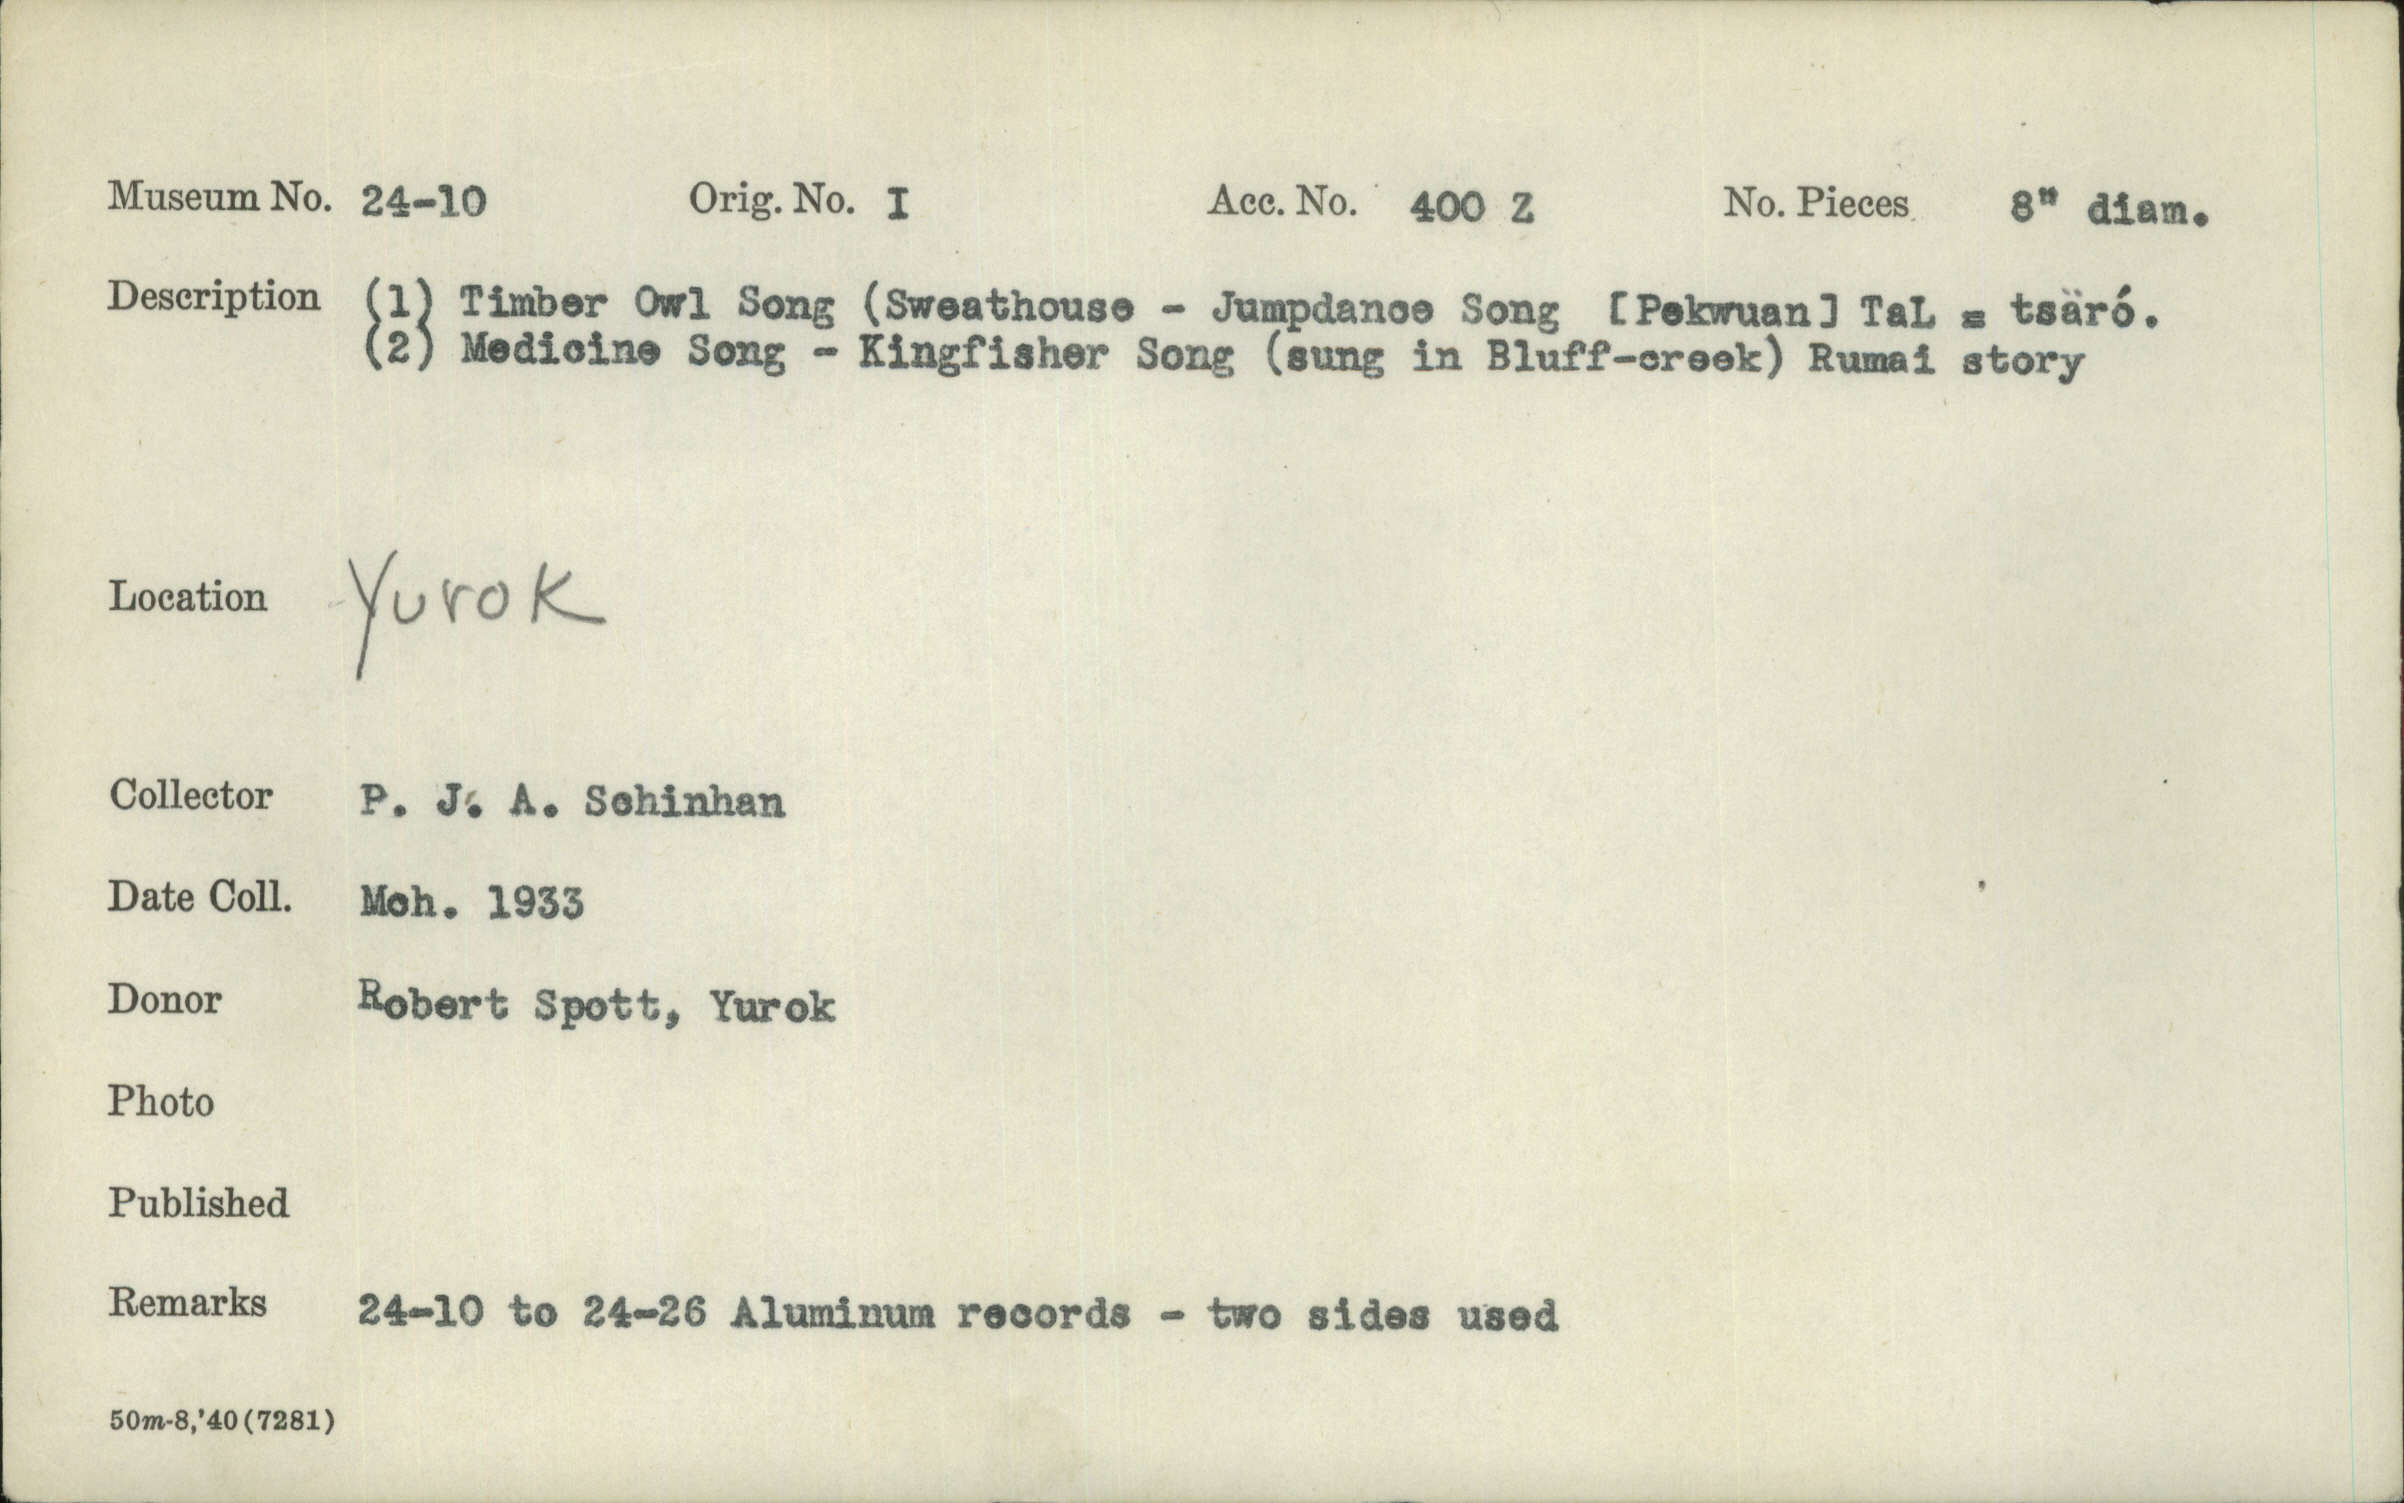 Museum No. 24-10 Orig. No. I Acc. No. 400 Z No. Pieces 8" diam.
Description (1) Timber Owl Song (Sweathouse - Jumpdance Song [Pekwuan] TaL = tsäró.
(2) Medicine Song - Kingfisher Song (sung in Bluff-creek) Rumai story
Location Yurok
Collector P. J. A. Schinhan
Date Coll. Mch. 1933
Donor Robert Spott, Yurok
Photo
Published
Remarks 24-10 to 24-26 Aluminum records - two sides used
50m-8,'40(7281)